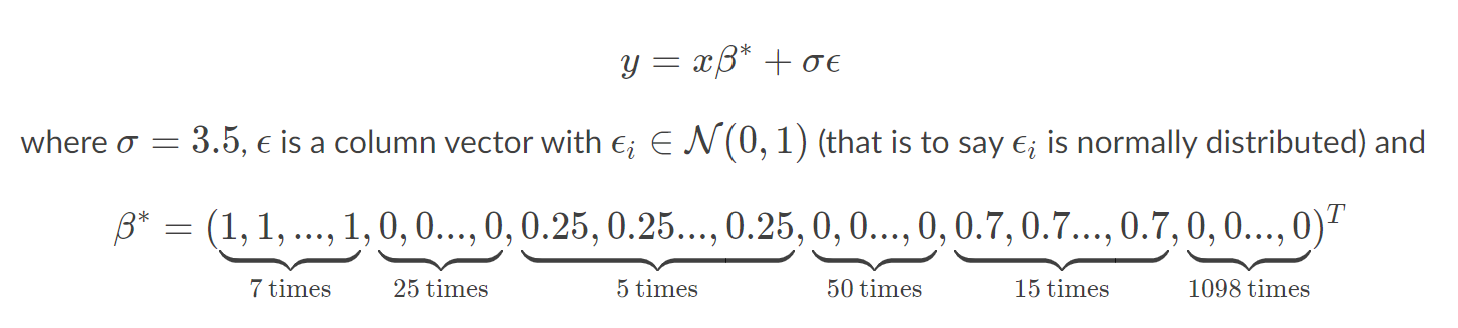 y = xβ* + σϵ
where σ = 3.5, ϵ is a column vector with ϵᵢ ∈ 𝒩(0, 1) (that is to say ϵᵢ is normally distributed) and
β* = (1, 1, ..., 1, 0, 0..., 0, 0.25, 0.25..., 0.25, 0, 0..., 0, 0.7, 0.7..., 0.7, 0, 0..., 0)ᵀ
7 times 25 times 5 times 50 times 15 times 1098 times